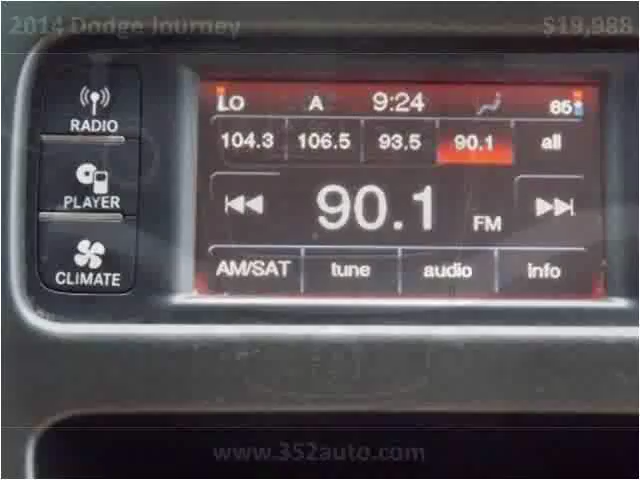 2014 Dodge Journey $19,988
LO A 9:24 85°
RADIO
104.3 106.5 93.5 90.1 all
PLAYER
90.1 FM
CLIMATE
AM/SAT tune audio info
www.352auto.com